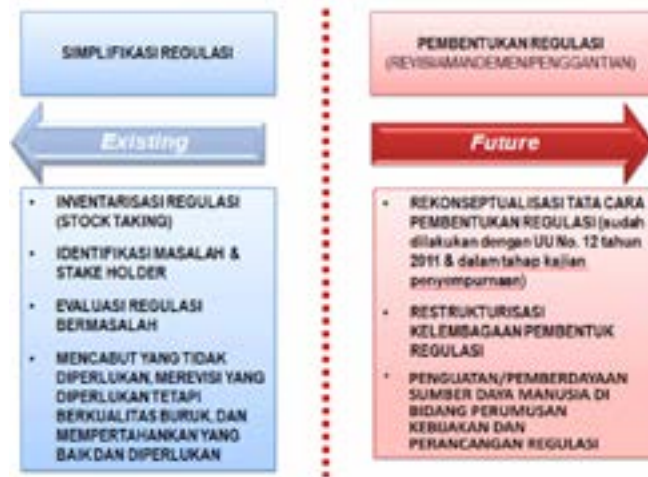 SIMPLIFIKASI REGULASI
Existing
• INVENTARISASI REGULASI
(STOCK TAKING)
• IDENTIFIKASI MASALAH &
STAKE HOLDER
• EVALUASI REGULASI
BERMASALAH
• MENCABUT YANG TIDAK
DIPERLUKAN, MEREVISI YANG
DIPERLUKAN TETAPI
BERKUALITAS BURUK, DAN
MEMPERTAHANKAN YANG
BAIK DAN DIPERLUKAN
PEMBENTUKAN REGULASI
(REVISI/AMANDEMEN/PENGGANTIAN)
Future
• REKONSEPTUALISASI TATA CARA
PEMBENTUKAN REGULASI (sudah
dilakukan dengan UU No. 12 tahun
2011 & dalam tahap kajian
penyempurnaan)
• RESTRUKTURISASI
KELEMBAGAAN PEMBENTUK
REGULASI
• PENGUATAN/PEMBERDAYAAN
SUMBER DAYA MANUSIA DI
BIDANG PERUMUSAN
KEBIJAKAN DAN
PERANCANGAN REGULASI